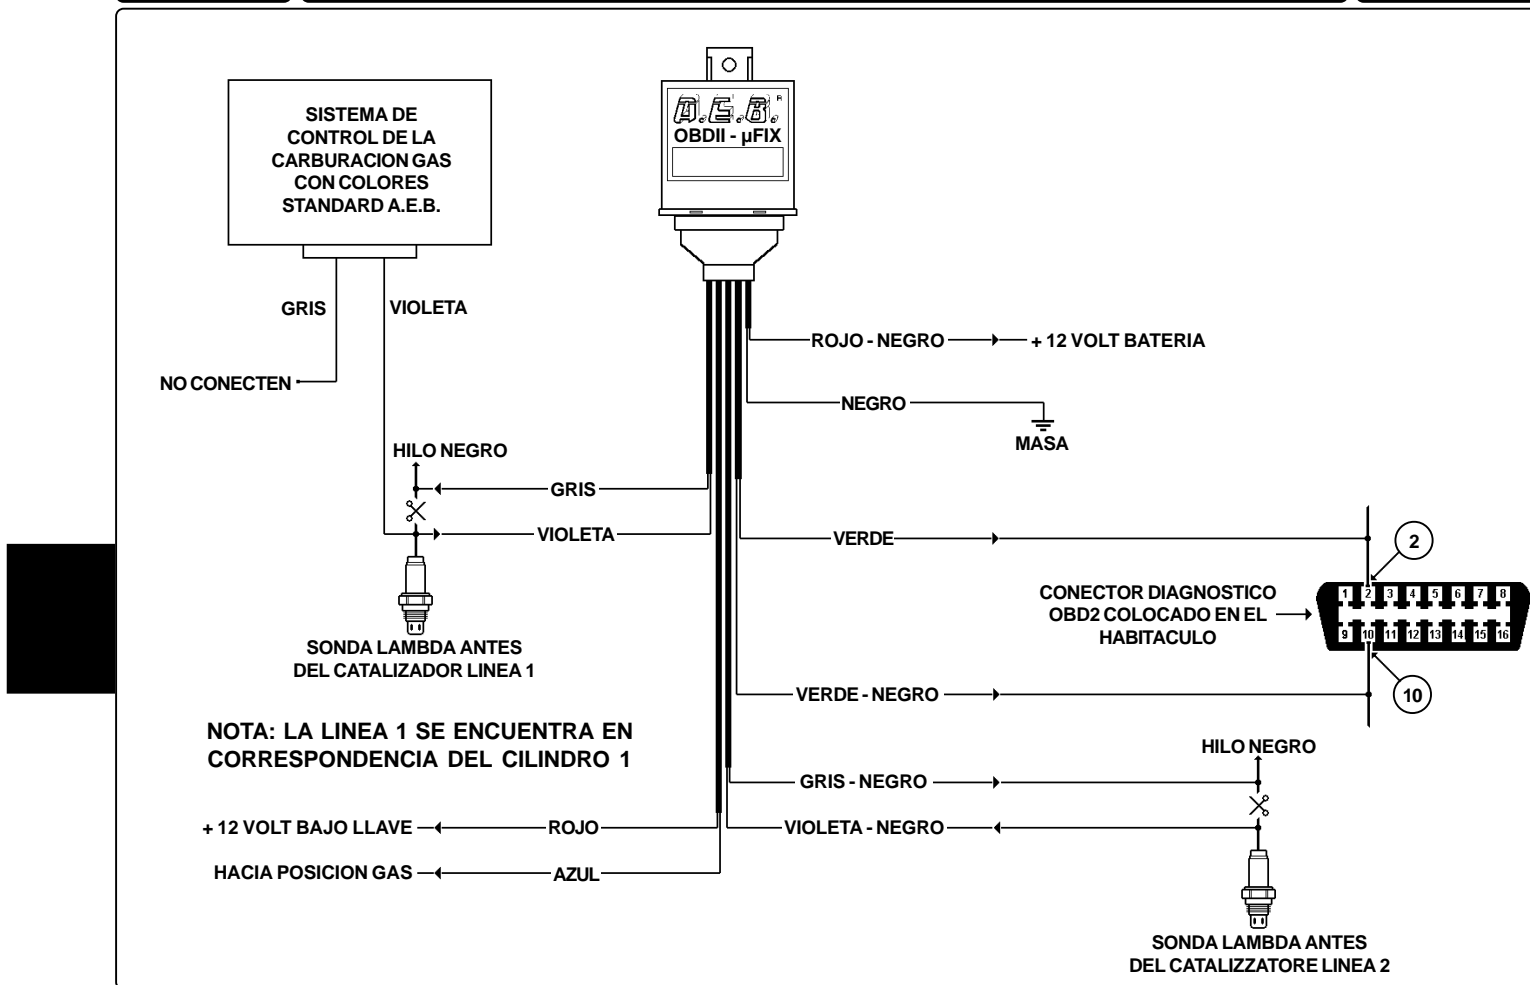 SISTEMA DE
CONTROL DE LA
CARBURACION GAS
CON COLORES
STANDARD A.E.B.
A.E.B. R
OBDII - µFIX
GRIS
VIOLETA
ROJO - NEGRO
+ 12 VOLT BATERIA
NO CONECTEN
NEGRO
MASA
HILO NEGRO
GRIS
VIOLETA
VERDE
2
CONECTOR DIAGNOSTICO
OBD2 COLOCADO EN EL
HABITACULO
1 2 3 4 5 6 7 8
9 10 11 12 13 14 15 16
SONDA LAMBDA ANTES
DEL CATALIZADOR LINEA 1
VERDE - NEGRO
10
NOTA: LA LINEA 1 SE ENCUENTRA EN
CORRESPONDENCIA DEL CILINDRO 1
HILO NEGRO
GRIS - NEGRO
+ 12 VOLT BAJO LLAVE
ROJO
VIOLETA - NEGRO
HACIA POSICION GAS
AZUL
SONDA LAMBDA ANTES
DEL CATALIZZATORE LINEA 2